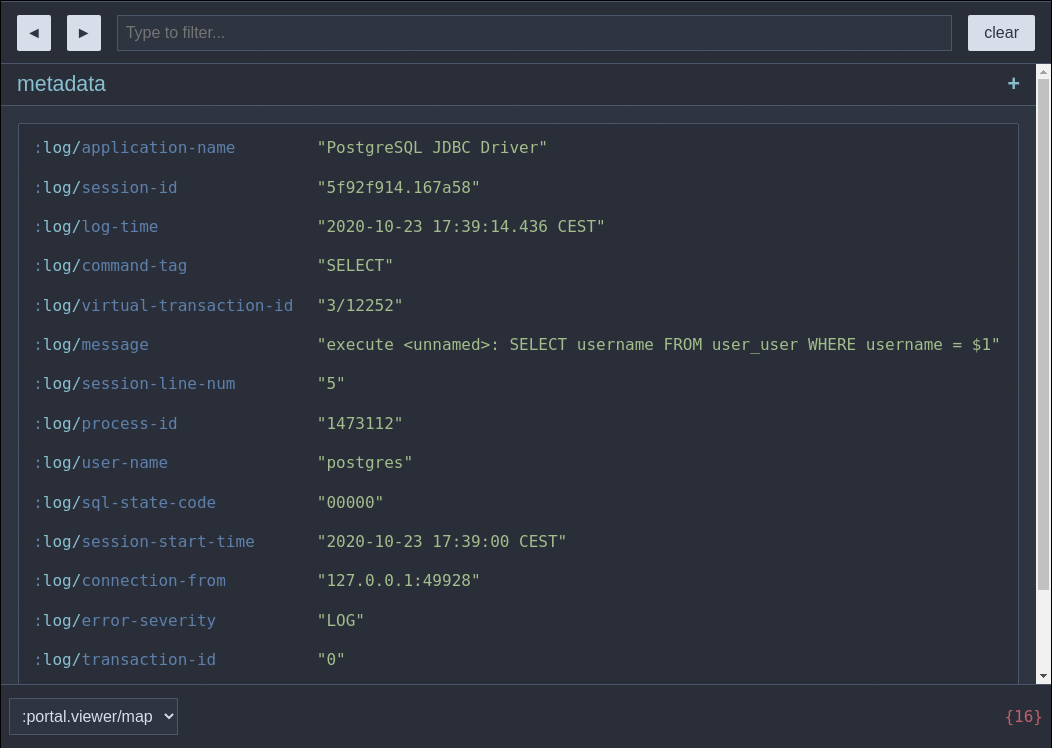 ◄ ► Type to filter... clear
metadata +
:log/application-name "PostgreSQL JDBC Driver"
:log/session-id "5f92f914.167a58"
:log/log-time "2020-10-23 17:39:14.436 CEST"
:log/command-tag "SELECT"
:log/virtual-transaction-id "3/12252"
:log/message "execute <unnamed>: SELECT username FROM user_user WHERE username = $1"
:log/session-line-num "5"
:log/process-id "1473112"
:log/user-name "postgres"
:log/sql-state-code "00000"
:log/session-start-time "2020-10-23 17:39:00 CEST"
:log/connection-from "127.0.0.1:49928"
:log/error-severity "LOG"
:log/transaction-id "0"
:portal.viewer/map {16}